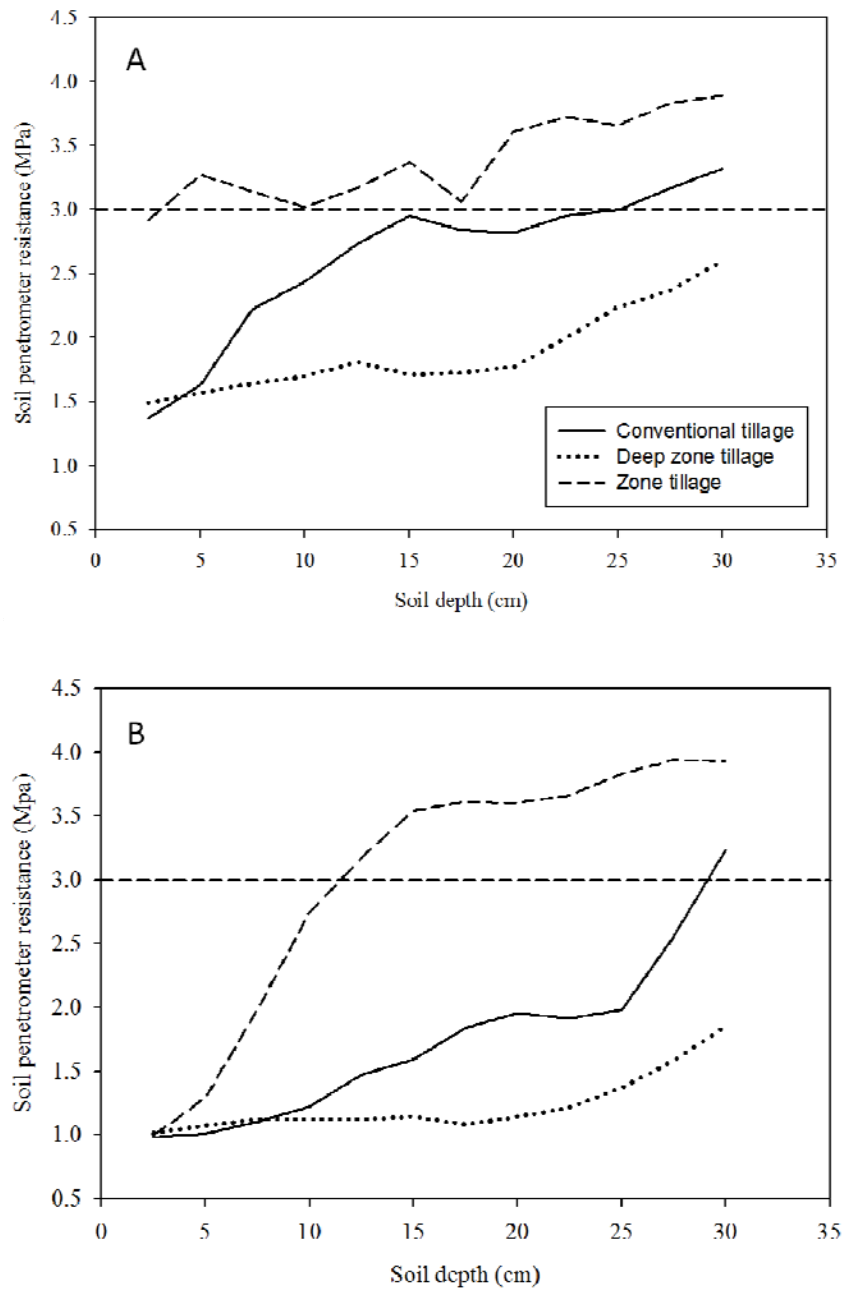 A
4.5
4.0
3.5
3.0
2.5
2.0
1.5
1.0
0.5
Soil penetrometer resistance (MPa)
Conventional tillage
Deep zone tillage
Zone tillage
0 5 10 15 20 25 30 35
Soil depth (cm)
B
4.5
4.0
3.5
3.0
2.5
2.0
1.5
1.0
0.5
Soil penetrometer resistance (Mpa)
0 5 10 15 20 25 30 35
Soil depth (cm)